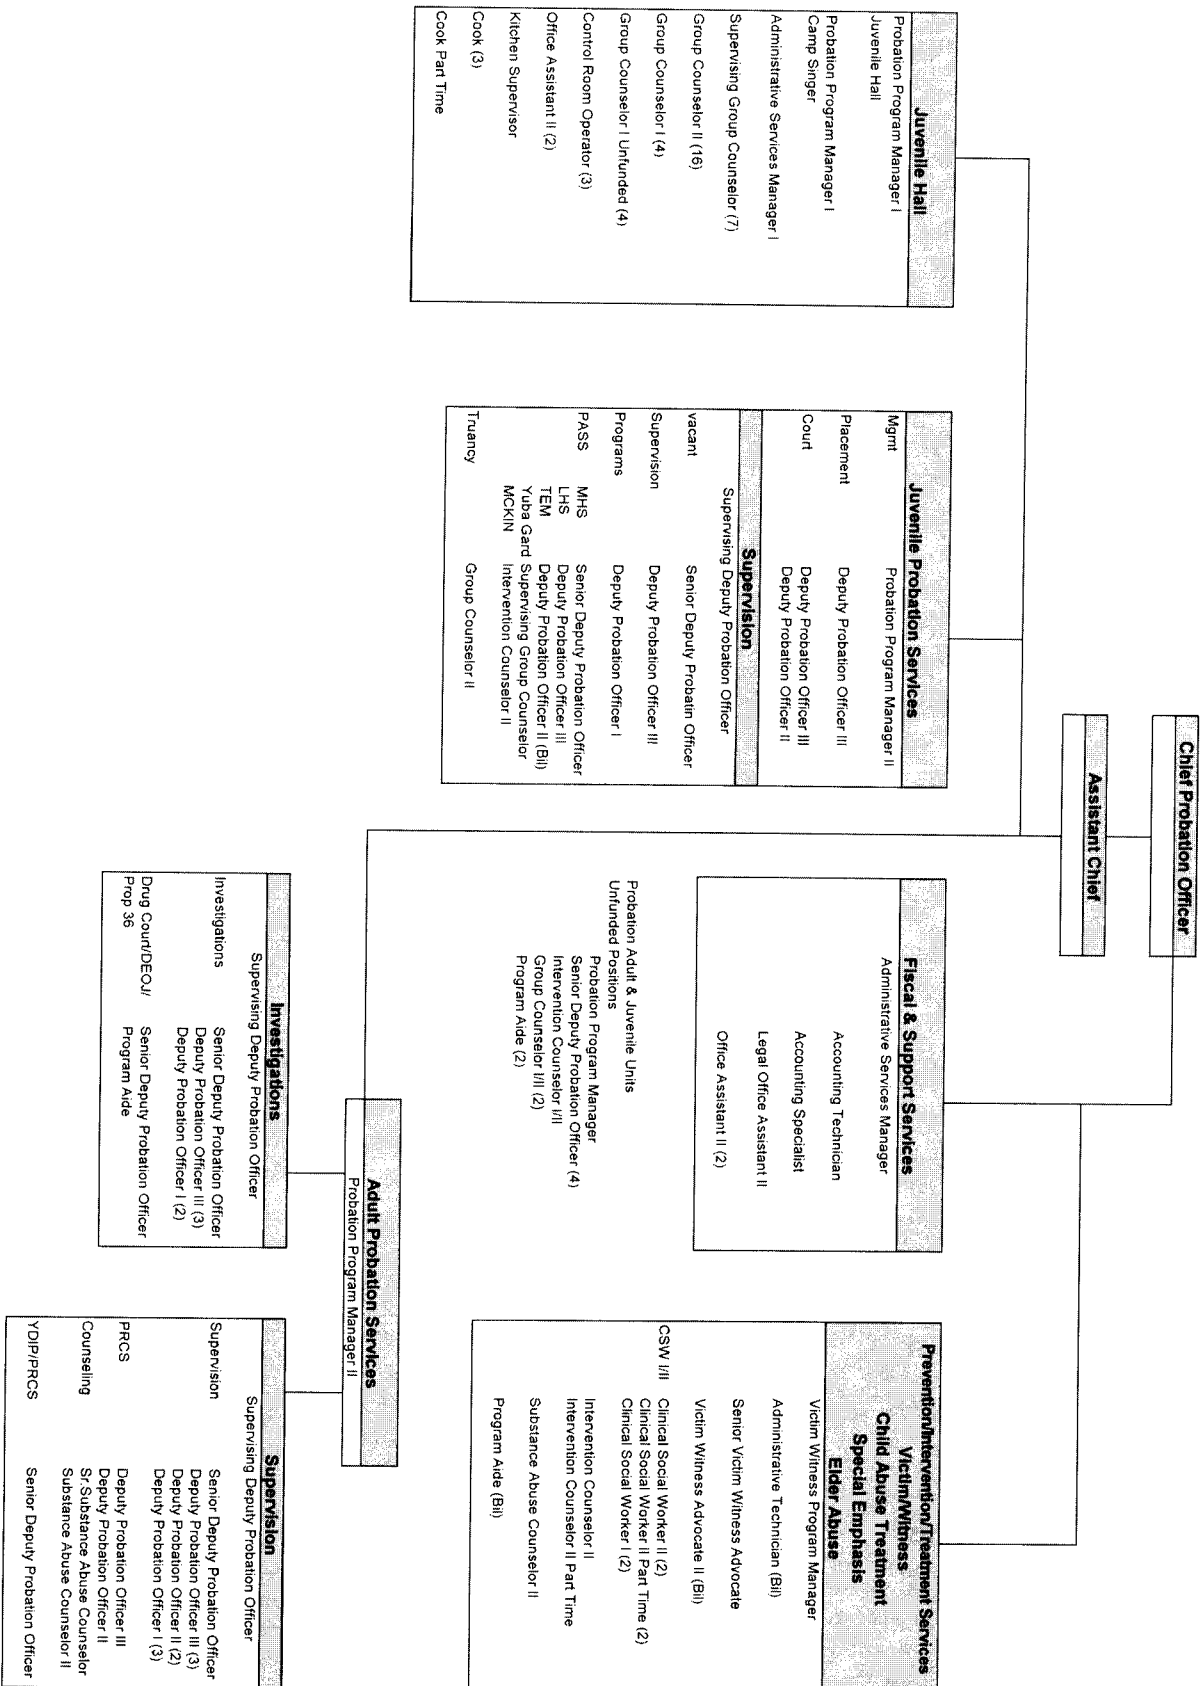 Chief Probation Officer
Assistant Chief
Juvenile Hall
Probation Program Manager I
Juvenile Hall
Probation Program Manager I
Camp Singer
Administrative Services Manager I
Supervising Group Counselor (7)
Group Counselor II (16)
Group Counselor I (4)
Group Counselor I Unfunded (4)
Control Room Operator (3)
Office Assistant II (2)
Kitchen Supervisor
Cook (3)
Cook Part Time
Juvenile Probation Services
Mgmt Probation Program Manager II
Placement Deputy Probation Officer III
Court Deputy Probation Officer III
Deputy Probation Officer II
Supervision
Supervising Deputy Probation Officer
vacant Senior Deputy Probatin Officer
Supervision Deputy Probation Officer III
Programs Deputy Probation Officer I
PASS MHS Senior Deputy Probation Officer
LHS Deputy Probation Officer III
TEM Deputy Probation Officer II (Bil)
Yuba Gard Supervising Group Counselor
MCKIN Intervention Counselor II
Truancy Group Counselor II
Fiscal & Support Services
Administrative Services Manager
Accounting Technician
Accounting Specialist
Legal Office Assistant II
Office Assistant II (2)
Probation Adult & Juvenile Units
Unfunded Positions
Probation Program Manager
Senior Deputy Probation Officer (4)
Intervention Counselor I/II
Group Counselor I/II (2)
Program Aide (2)
Prevention/Intervention/Treatment Services
Victim/Witness
Child Abuse Treatment
Special Emphasis
Elder Abuse
Victim Witness Program Manager
Administrative Technician (Bil)
Senior Victim Witness Advocate
Victim Witness Advocate II (Bil)
CSW I/II Clinical Social Worker II (2)
Clinical Social Worker II Part Time (2)
Clinical Social Worker I (2)
Intervention Counselor II
Intervention Counselor II Part Time
Substance Abuse Counselor II
Program Aide (Bil)
Adult Probation Services
Probation Program Manager II
Investigations
Supervising Deputy Probation Officer
Investigations Senior Deputy Probation Officer
Deputy Probation Officer III (3)
Deputy Probation Officer I (2)
Drug Court/DEOJ/ Senior Deputy Probation Officer
Prop 36 Program Aide
Supervision
Supervising Deputy Probation Officer
Supervision Senior Deputy Probation Officer
Deputy Probation Officer III (3)
Deputy Probation Officer II (2)
Deputy Probation Officer I (3)
PRCS Deputy Probation Officer III
Deputy Probation Officer II
Counseling Sr.Substance Abuse Counselor
Substance Abuse Counselor II
YDIP/PRCS Senior Deputy Probation Officer